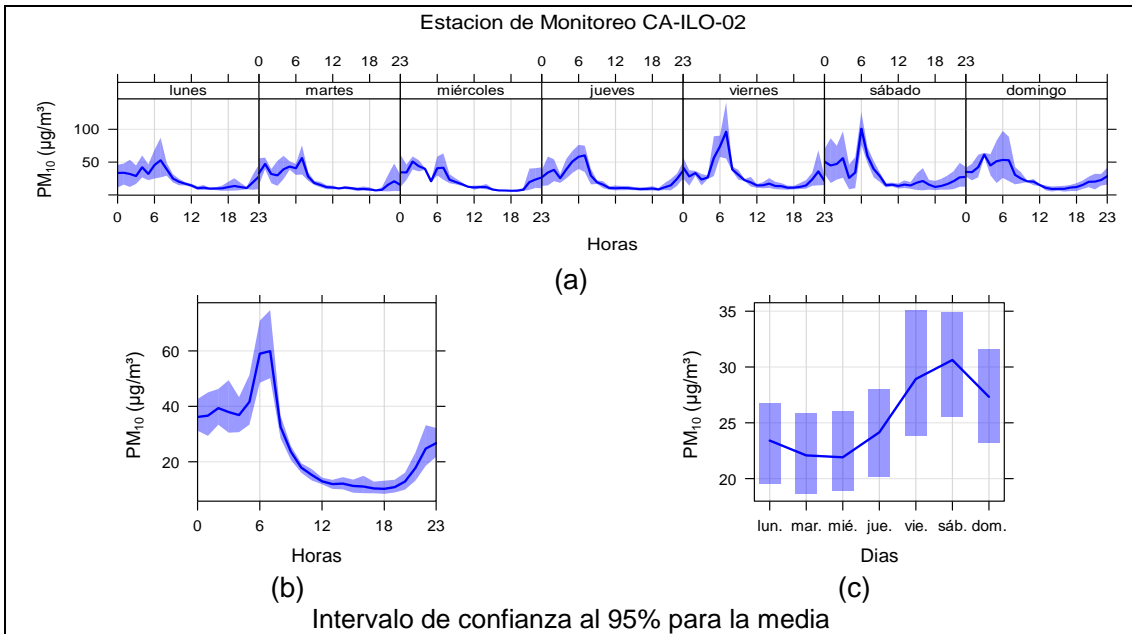 Estacion de Monitoreo CA-ILO-02
0 6 12 18 23 0 6 12 18 23 0 6 12 18 23
lunes martes miércoles jueves viernes sábado domingo
PM₁₀ (µg/m³)
100
50
0 6 12 18 23 0 6 12 18 23 0 6 12 18 23 0 6 12 18 23
Horas
(a)
PM₁₀ (µg/m³)
60
40
20
0 6 12 18 23
Horas
(b)
PM₁₀ (µg/m³)
35
30
25
20
lun. mar. mié. jue. vie. sáb. dom.
Dias
(c)
Intervalo de confianza al 95% para la media